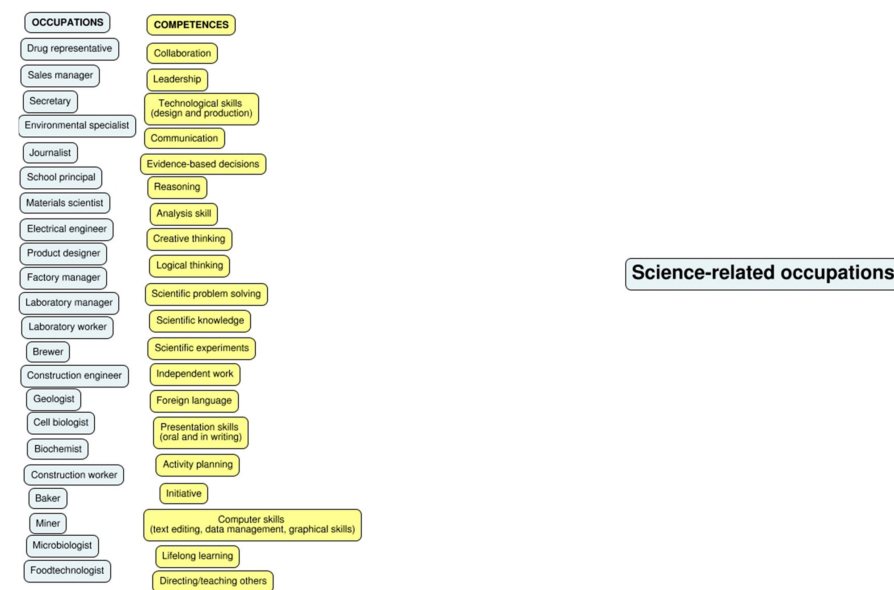 OCCUPATIONS
Drug representative
Sales manager
Secretary
Environmental specialist
Journalist
School principal
Materials scientist
Electrical engineer
Product designer
Factory manager
Laboratory manager
Laboratory worker
Brewer
Construction engineer
Geologist
Cell biologist
Biochemist
Construction worker
Baker
Miner
Microbiologist
Foodtechnologist
COMPETENCES
Collaboration
Leadership
Technological skills
(design and production)
Communication
Evidence-based decisions
Reasoning
Analysis skill
Creative thinking
Logical thinking
Scientific problem solving
Scientific knowledge
Scientific experiments
Independent work
Foreign language
Presentation skills
(oral and in writing)
Activity planning
Initiative
Computer skills
(text editing, data management, graphical skills)
Lifelong learning
Directing/teaching others
Science-related occupations